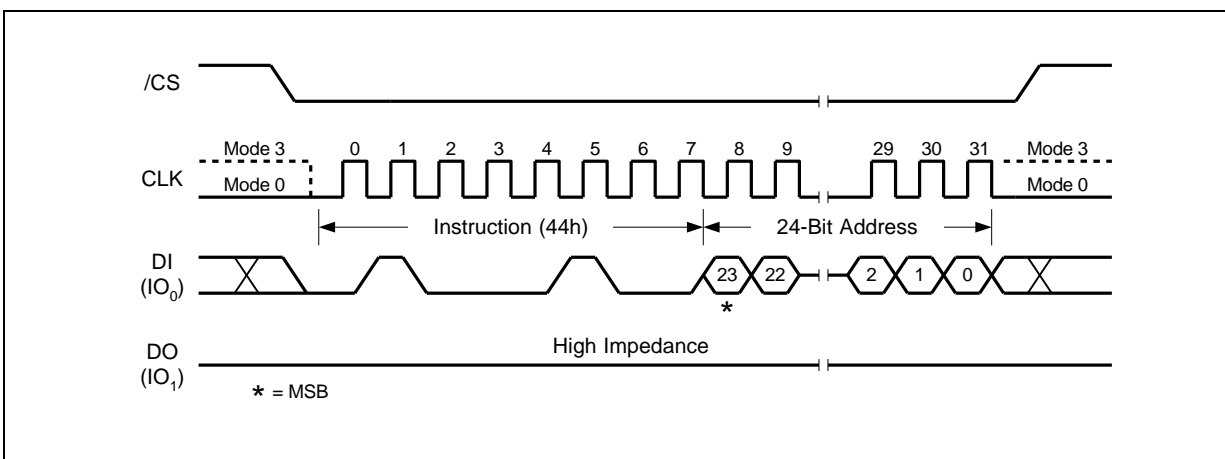 /CS
Mode 3 0 1 2 3 4 5 6 7 8 9 29 30 31 Mode 3
CLK
Mode 0 Mode 0
Instruction (44h) 24-Bit Address
DI
(IO0)
23 22 2 1 0
*
High Impedance
DO
(IO1)
* = MSB